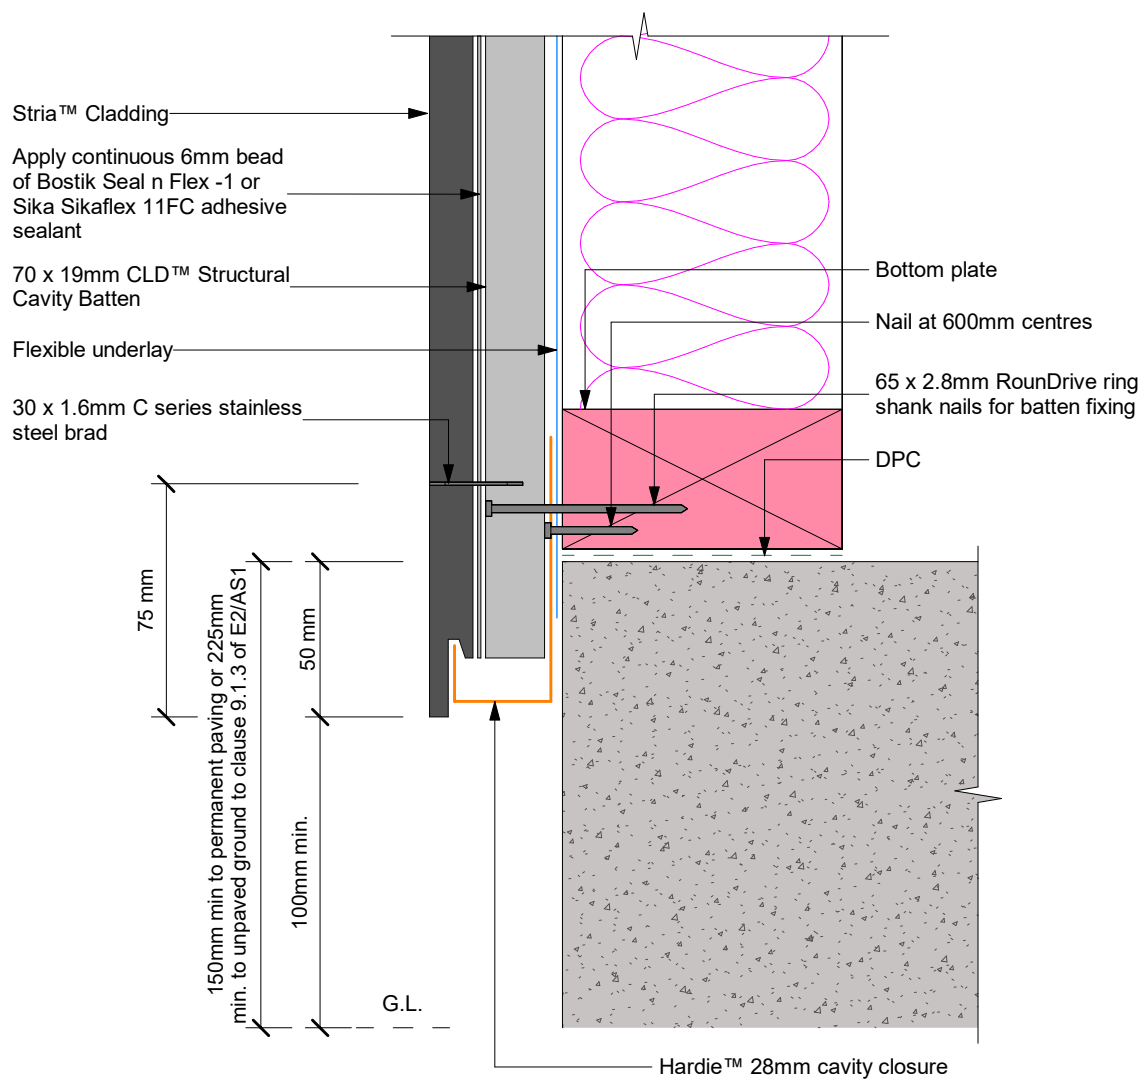 Stria™ Cladding
Apply continuous 6mm bead
of Bostik Seal n Flex -1 or
Sika Sikaflex 11FC adhesive
sealant
70 x 19mm CLD™ Structural
Cavity Batten
Flexible underlay
30 x 1.6mm C series stainless
steel brad
Bottom plate
Nail at 600mm centres
65 x 2.8mm RounDrive ring
shank nails for batten fixing
DPC
75 mm
150mm min to permanent paving or 225mm
min. to unpaved ground to clause 9.1.3 of E2/AS1
50 mm
100mm min.
G.L.
Hardie™ 28mm cavity closure